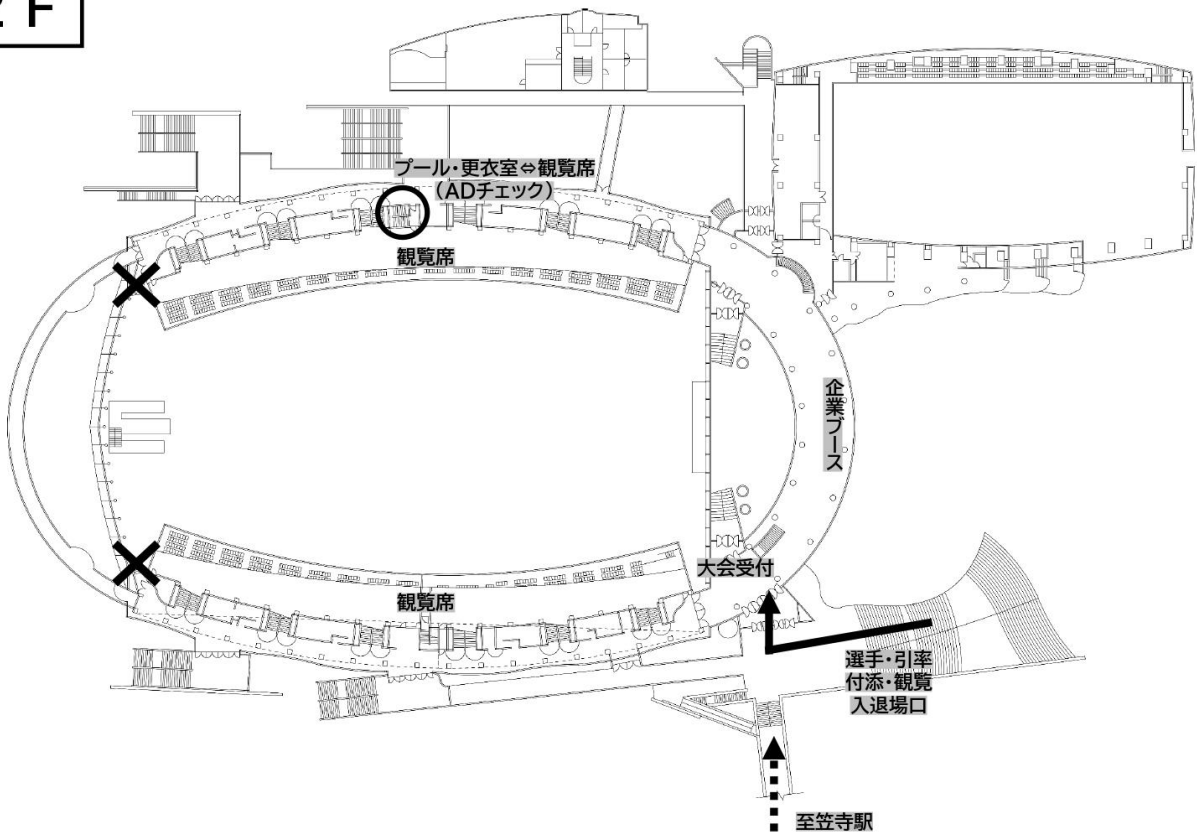 2F
プール・更衣室⇔観覧席
（ADチェック）
観覧席
企業ブース
大会受付
観覧席
選手・引率
付添・観覧
入退場口
至笠寺駅